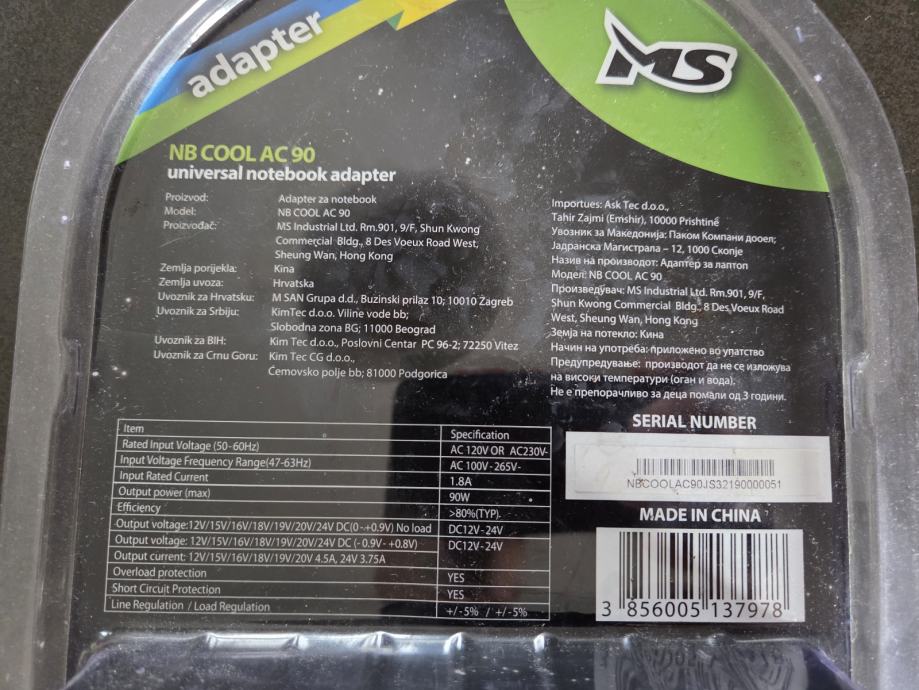 adapter
MS
NB COOL AC 90
universal notebook adapter
Proizvod: Adapter za notebook
Model: NB COOL AC 90
Proizvođač: MS Industrial Ltd. Rm.901, 9/F, Shun Kwong
Commercial Bldg., 8 Des Voeux Road West,
Sheung Wan, Hong Kong
Zemlja porijekla: Kina
Zemlja uvoza: Hrvatska
Uvoznik za Hrvatsku: M SAN Grupa d.d., Buzinski prilaz 10; 10010 Zagreb
Uvoznik za Srbiju: KimTec d.o.o. Viline vode bb;
Slobodna zona BG; 11000 Beograd
Uvoznik za BIH: Kim Tec d.o.o., Poslovni Centar PC 96-2; 72250 Vitez
Uvoznik za Crnu Goru: Kim Tec CG d.o.o.,
Ćemovsko polje bb; 81000 Podgorica
Importues: Ask Tec d.o.o.,
Tahir Zajmi (Emshir), 10000 Prishtinë
Увозник за Македонија: Паком Компани дооел;
Јадранска Магистрала – 12, 1000 Скопје
Назив на производот: Адаптер за лаптоп
Модел: NB COOL AC 90
Произведувач: MS Industrial Ltd. Rm.901, 9/F,
Shun Kwong Commercial Bldg., 8 Des Voeux Road
West, Sheung Wan, Hong Kong
Земја на потекло: Кина
Начин на употреба: приложено во упатство
Предупредување: производот да не се изложува
на високи температури (оган и вода).
Не е препорачливо за деца помали од 3 години.
Item Specification
Rated Input Voltage (50-60Hz) AC 120V OR AC230V-
Input Voltage Frequency Range(47-63Hz) AC 100V - 265V-
Input Rated Current 1.8A
Output power (max) 90W
Efficiency >80%(TYP).
Output voltage:12V/15V/16V/18V/19V/20V/24V DC(0-+0.9V) No load DC12V - 24V
Output voltage: 12V/15V/16V/18V/19V/20V/24V DC (-0.9V- +0.8V) DC12V - 24V
Output current: 12V/15V/16V/18V/19V/20V 4.5A, 24V 3.75A
Overload protection YES
Short Circuit Protection YES
Line Regulation / Load Regulation +/-5% / +/-5%
SERIAL NUMBER
NBCOOLAC90JS32190000051
MADE IN CHINA
3 856005 137978